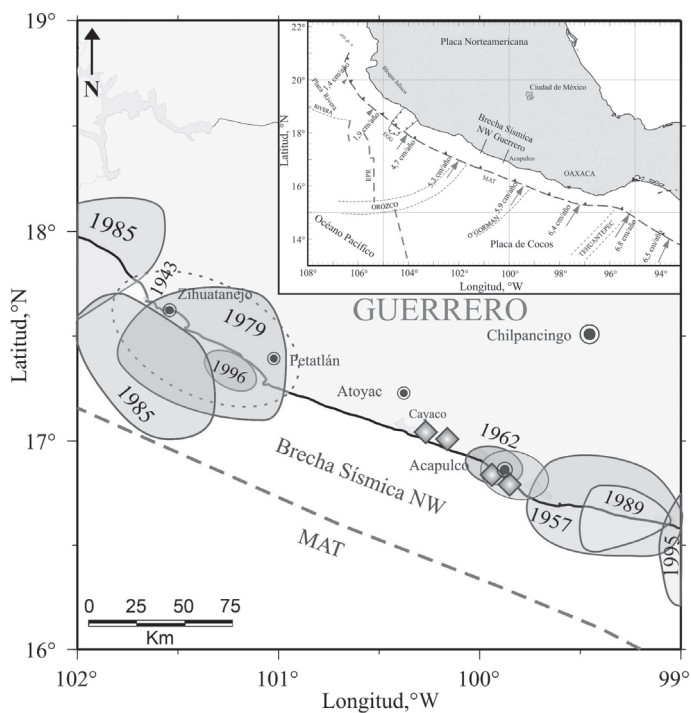 19°
18°
17°
16°
Latitud,°N
N
1985
1943
Zihuatanejo
1979
Petatlán
1996
1985
GUERRERO
Chilpancingo
Atoyac
Cayaco
1962
Acapulco
Brecha Sísmica NW
MAT
1957
1989
1995
0 25 50 75
Km
102° 101° 100° 99°
Longitud,°W
22°
20°
18°
16°
14°
Latitud, °N
Placa Norteamericana
Bloque Jalisco
Ciudad de México
1,4 cm/año
Placa Rivera
RIVERA
1,9 cm/año
4,7 cm/año
Brecha Sísmica
NW Guerrero
Acapulco
5,3 cm/año
MAT
OAXACA
EPR
OROZCO
5,9 cm/año
O'GORMAN
6,4 cm/año
TEHUANTEPEC
6,8 cm/año
6,5 cm/año
Océano Pacífico
Placa de Cocos
108° 106° 104° 102° 100° 98° 96° 94°
Longitud, °W